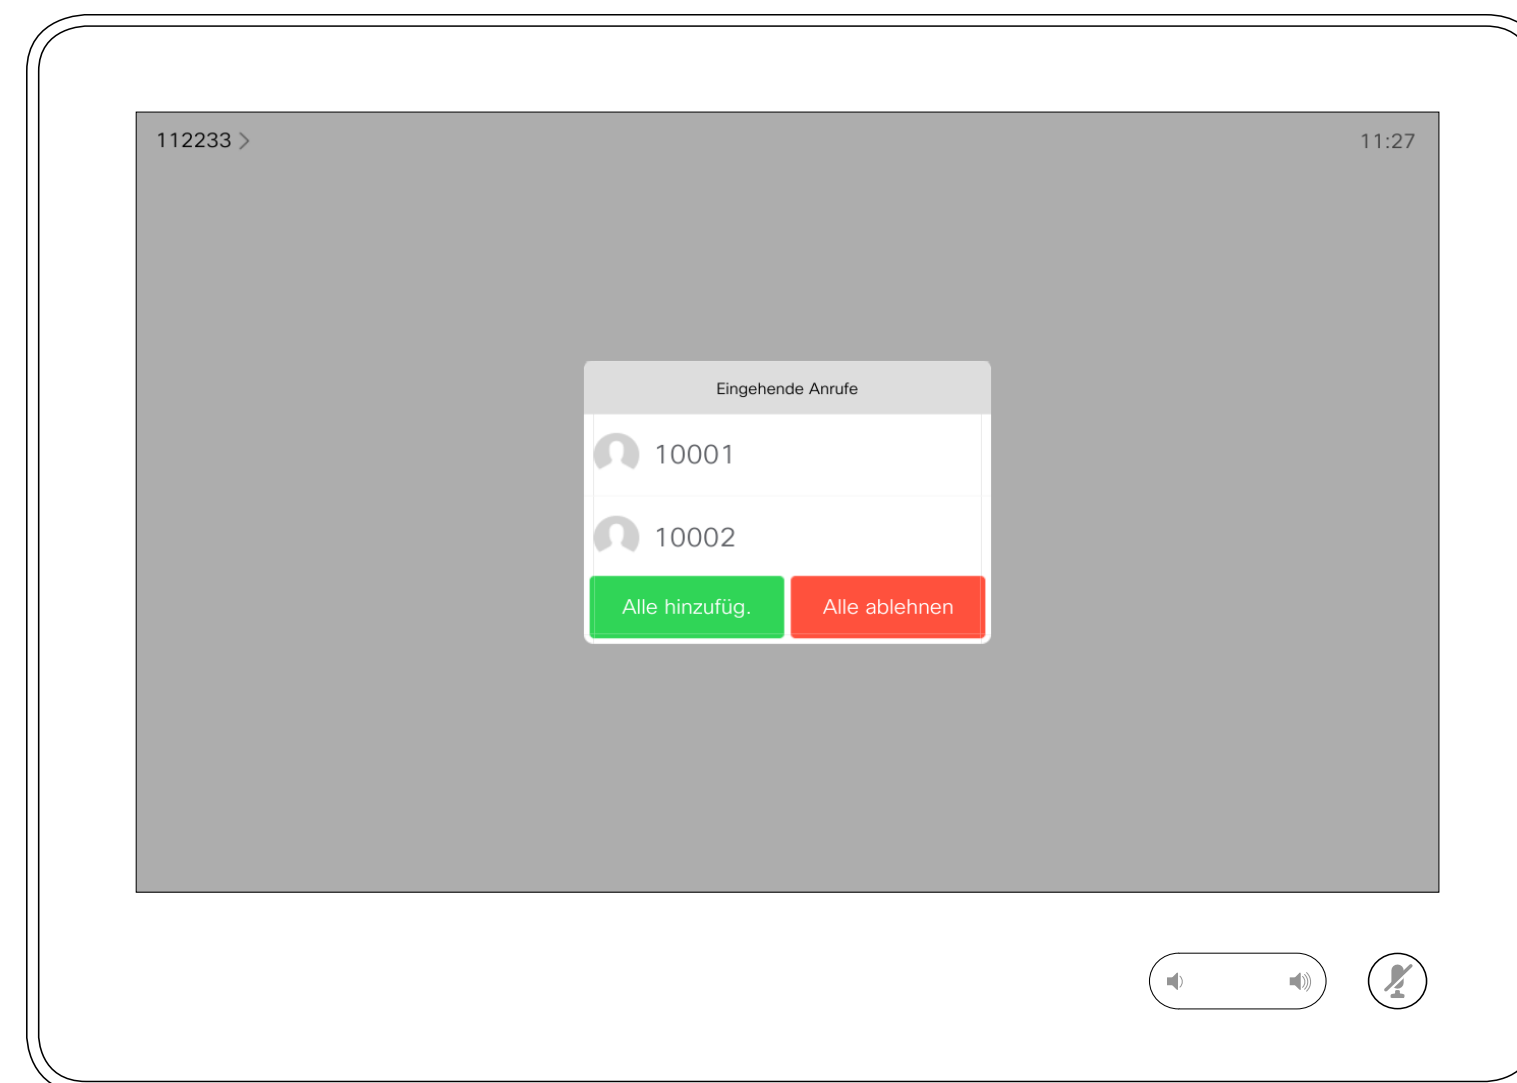 112233
11:27
Eingehende Anrufe
10001
10002
Alle hinzufüg.
Alle ablehnen